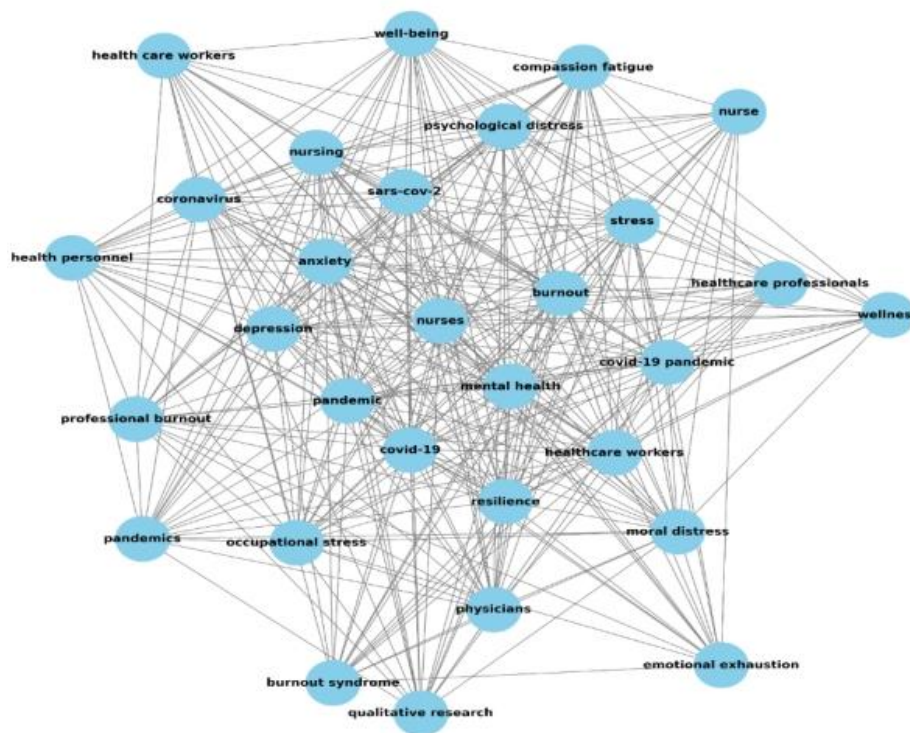 well-being
health care workers
compassion fatigue
nurse
psychological distress
nursing
sars-cov-2
coronavirus
stress
health personnel
anxiety
healthcare professionals
burnout
wellness
nurses
depression
covid-19 pandemic
mental health
pandemic
professional burnout
covid-19
healthcare workers
resilience
moral distress
pandemics
occupational stress
physicians
emotional exhaustion
burnout syndrome
qualitative research